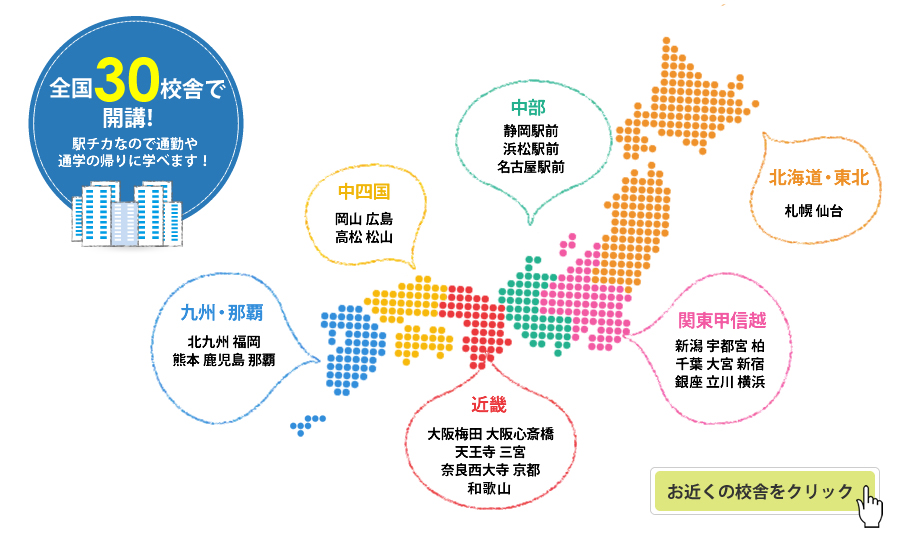 全国30校舎で
開講!
駅チカなので通勤や
通学の帰りに学べます！
中部
静岡駅前
浜松駅前
名古屋駅前
北海道・東北
札幌 仙台
中四国
岡山 広島
高松 松山
九州・那覇
北九州 福岡
熊本 鹿児島 那覇
関東甲信越
新潟 宇都宮 柏
千葉 大宮 新宿
銀座 立川 横浜
近畿
大阪梅田 大阪心斎橋
天王寺 三宮
奈良西大寺 京都
和歌山
お近くの校舎をクリック